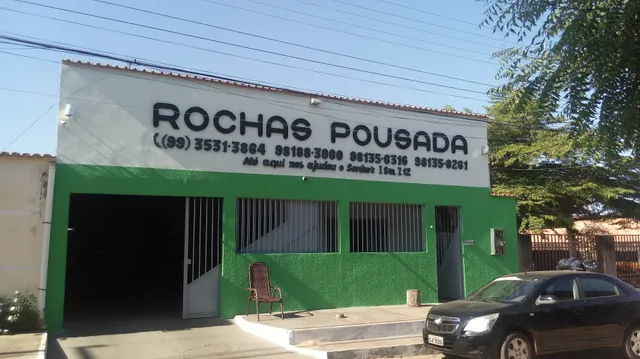 ROCHAS POUSADA
(99) 3531-3864 98188-3000 98135-6316 98135-0261
Até aqui nos ajudou o Senhor I Sm. 7.12